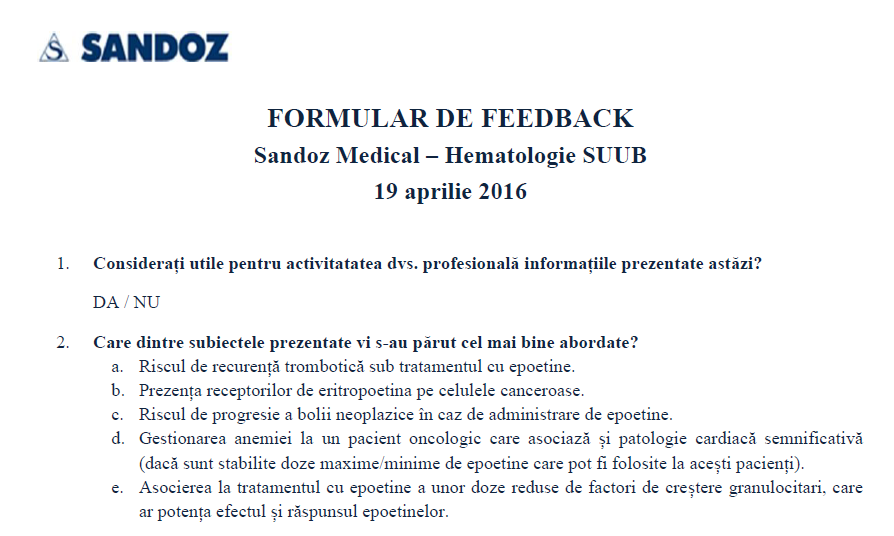 SANDOZ
FORMULAR DE FEEDBACK
Sandoz Medical – Hematologie SUUB
19 aprilie 2016
1. Considerați utile pentru activitatatea dvs. profesională informațiile prezentate astăzi?
DA / NU
2. Care dintre subiectele prezentate vi s-au părut cel mai bine abordate?
a. Riscul de recurență trombotică sub tratamentul cu epoetine.
b. Prezența receptorilor de eritropoetina pe celulele canceroase.
c. Riscul de progresie a bolii neoplazice în caz de administrare de epoetine.
d. Gestionarea anemiei la un pacient oncologic care asociază și patologie cardiacă semnificativă
(dacă sunt stabilite doze maxime/minime de epoetine care pot fi folosite la acești pacienți).
e. Asocierea la tratamentul cu epoetine a unor doze reduse de factori de creștere granulocitari, care
ar potența efectul și răspunsul epoetinelor.